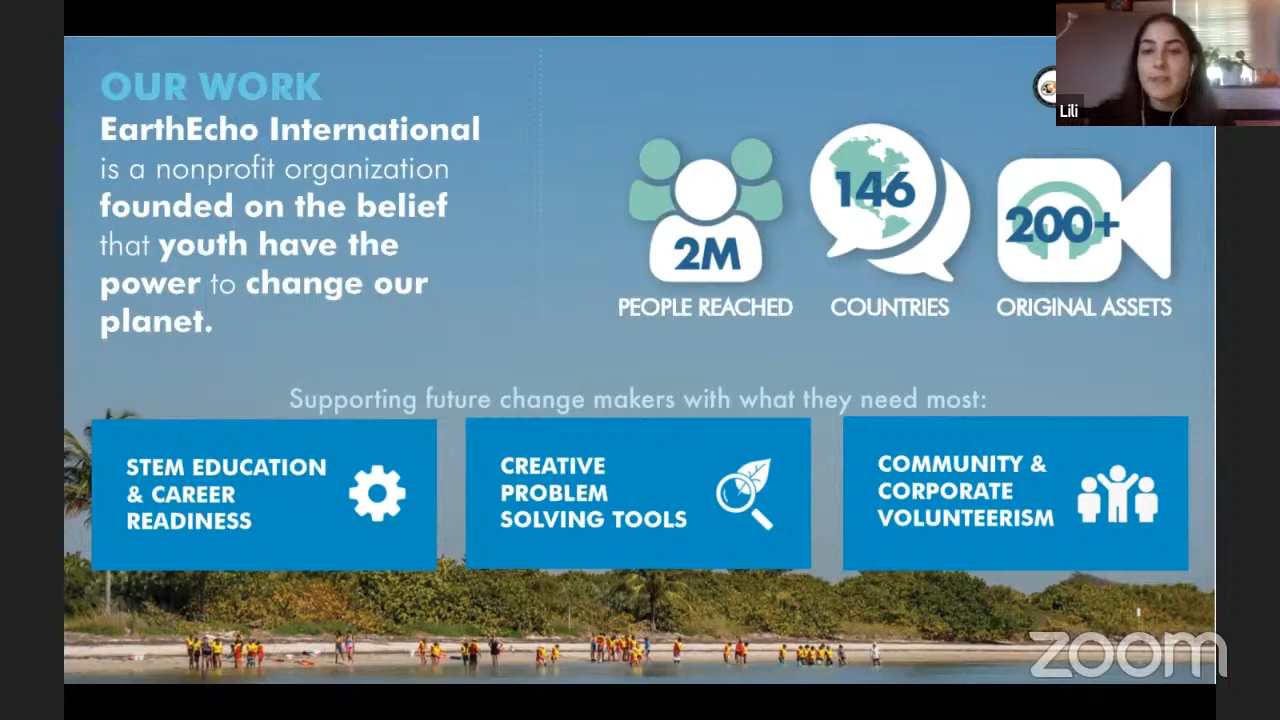 OUR WORK
EarthEcho International
is a nonprofit organization
founded on the belief
that youth have the
power to change our
planet.
2M
PEOPLE REACHED
146
COUNTRIES
200+
ORIGINAL ASSETS
Lili
Supporting future change makers with what they need most:
STEM EDUCATION
& CAREER
READINESS
CREATIVE
PROBLEM
SOLVING TOOLS
COMMUNITY &
CORPORATE
VOLUNTEERISM
zoom